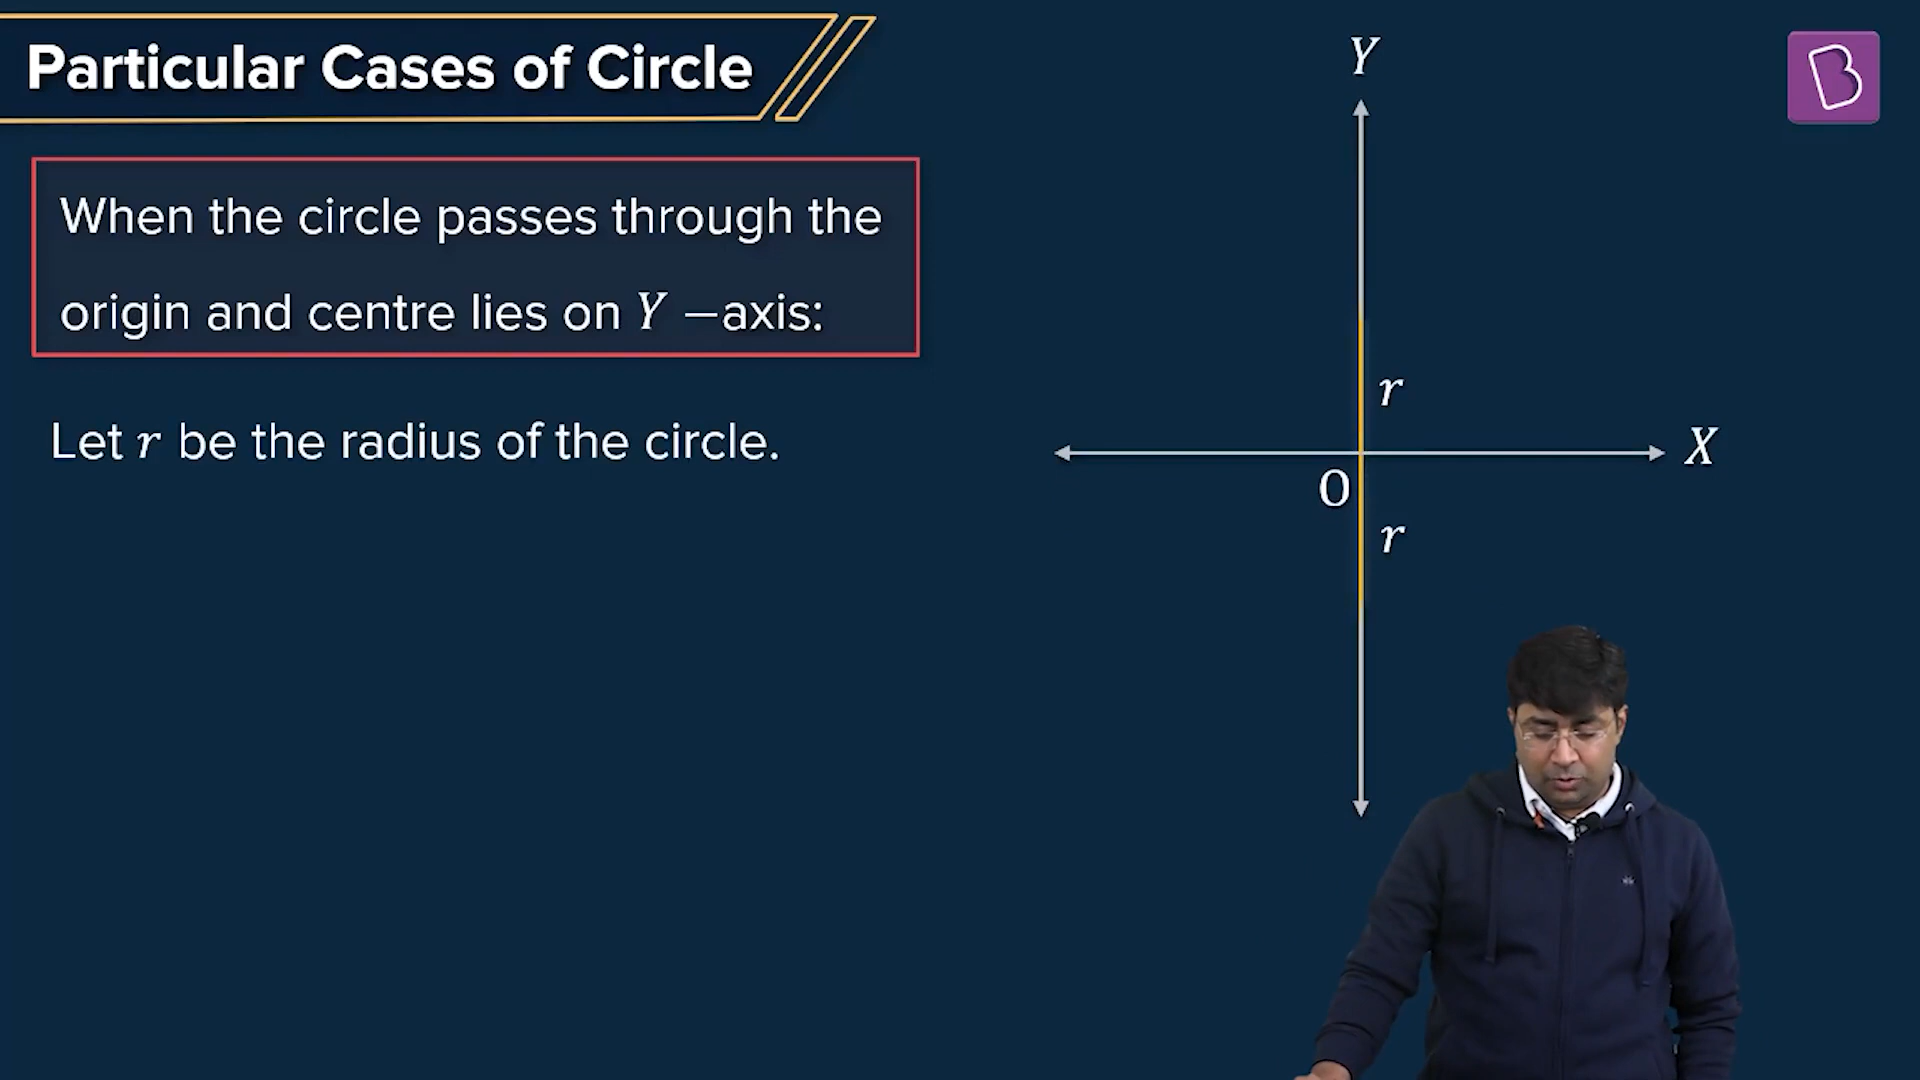 Particular Cases of Circle
When the circle passes through the
origin and centre lies on Y –axis:
Let r be the radius of the circle.
Y
r
X
O
r
B